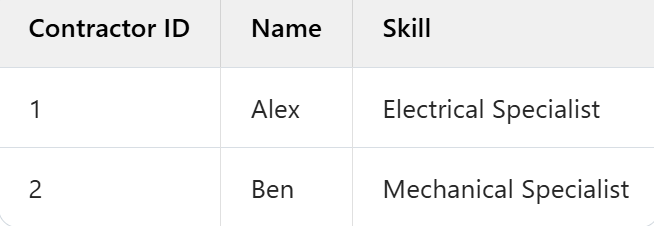 Contractor ID Name Skill
1 Alex Electrical Specialist
2 Ben Mechanical Specialist